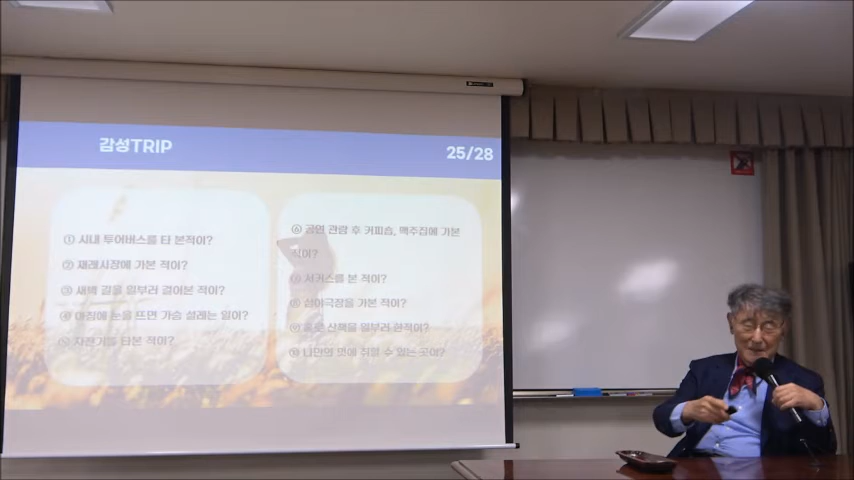 감성TRIP
25/28
① 시내 투어버스를 타 본적이?
② 재래시장에 가본 적이?
③ 새벽 길을 일부러 걸어본 적이?
④ 아침에 눈을 뜨면 가슴 설레는 일이?
⑤ 자전거를 타본 적이?
⑥ 공연 관람 후 커피숍, 맥주집에 가본
적이?
서커스를 본 적이?
심야극장을 가본 적이?
산책을 일부러 한적이?
⑩ 나만의 멋에 취할 수 있는 곳이?